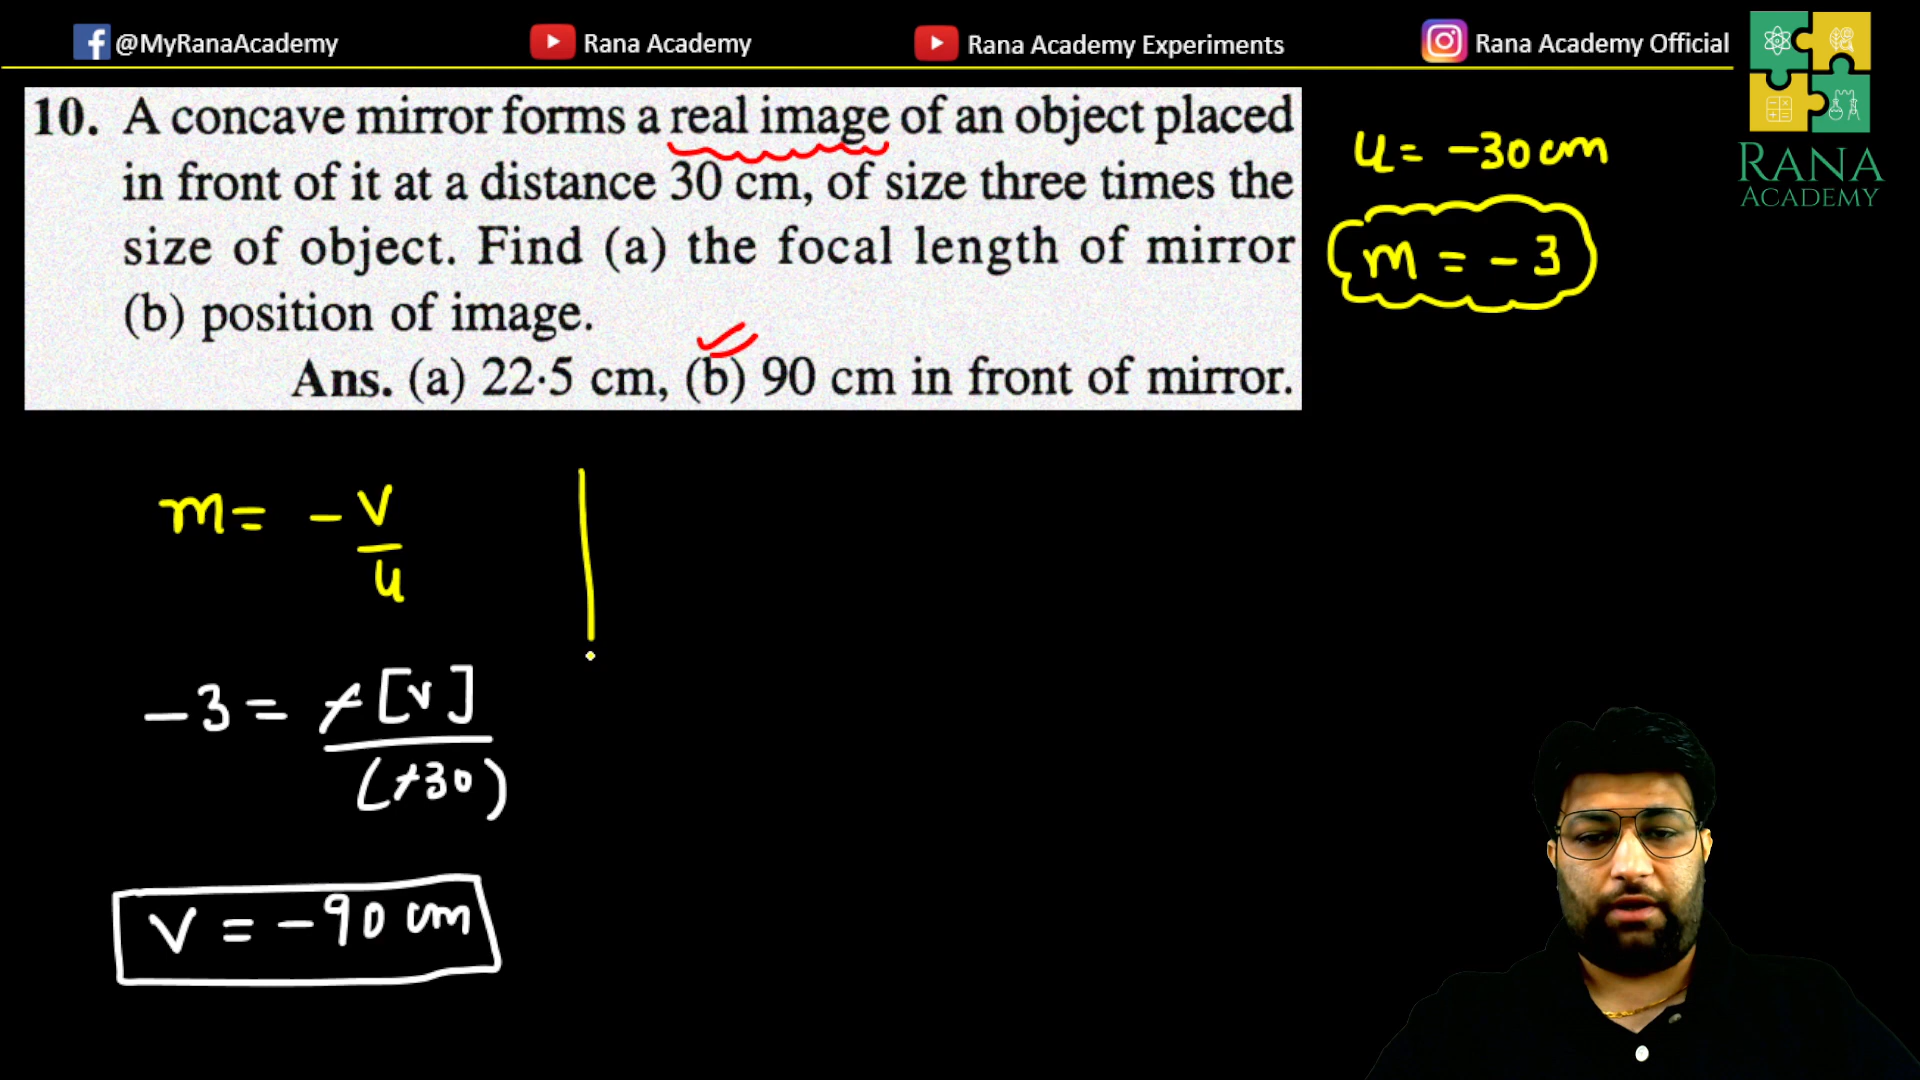 @MyRanaAcademy
Rana Academy
Rana Academy Experiments
Rana Academy Official
RANA
ACADEMY
10. A concave mirror forms a real image of an object placed
in front of it at a distance 30 cm, of size three times the
size of object. Find (a) the focal length of mirror
(b) position of image.
Ans. (a) 22·5 cm, (b) 90 cm in front of mirror.
u = -30 cm
m = -3
m = - v
u
-3 = -[v]
(-30)
v = -90 cm